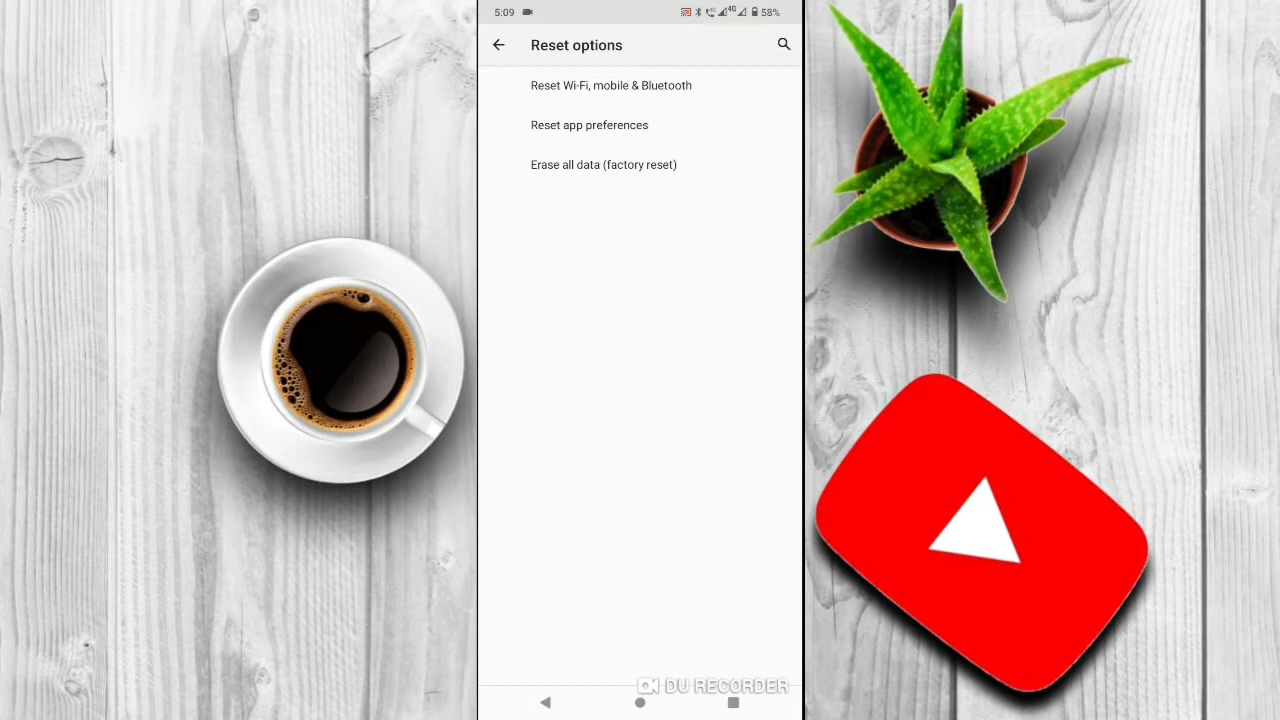 5:09 4G 58%
Reset options
Reset Wi-Fi, mobile & Bluetooth
Reset app preferences
Erase all data (factory reset)
DU RECORDER